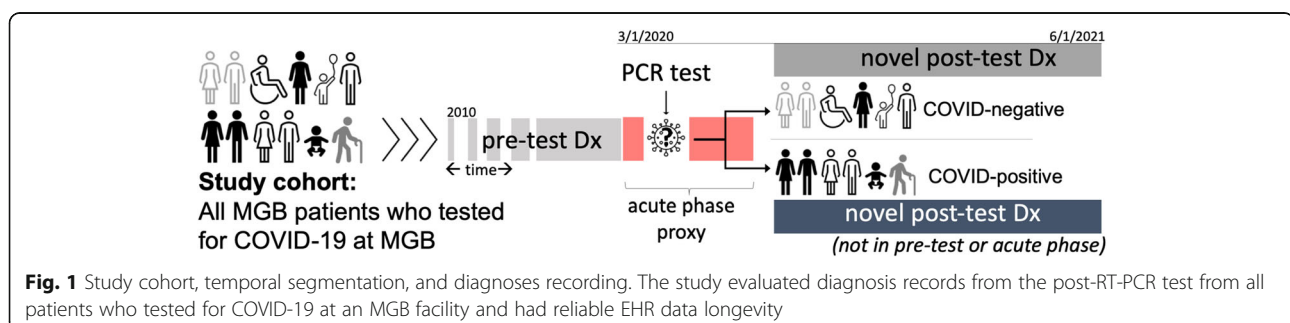 3/1/2020 6/1/2021
novel post-test Dx
PCR test
COVID-negative
2010
pre-test Dx
?
← time →
COVID-positive
Study cohort:
All MGB patients who tested
for COVID-19 at MGB
acute phase
proxy
novel post-test Dx
(not in pre-test or acute phase)
Fig. 1 Study cohort, temporal segmentation, and diagnoses recording. The study evaluated diagnosis records from the post-RT-PCR test from all
patients who tested for COVID-19 at an MGB facility and had reliable EHR data longevity